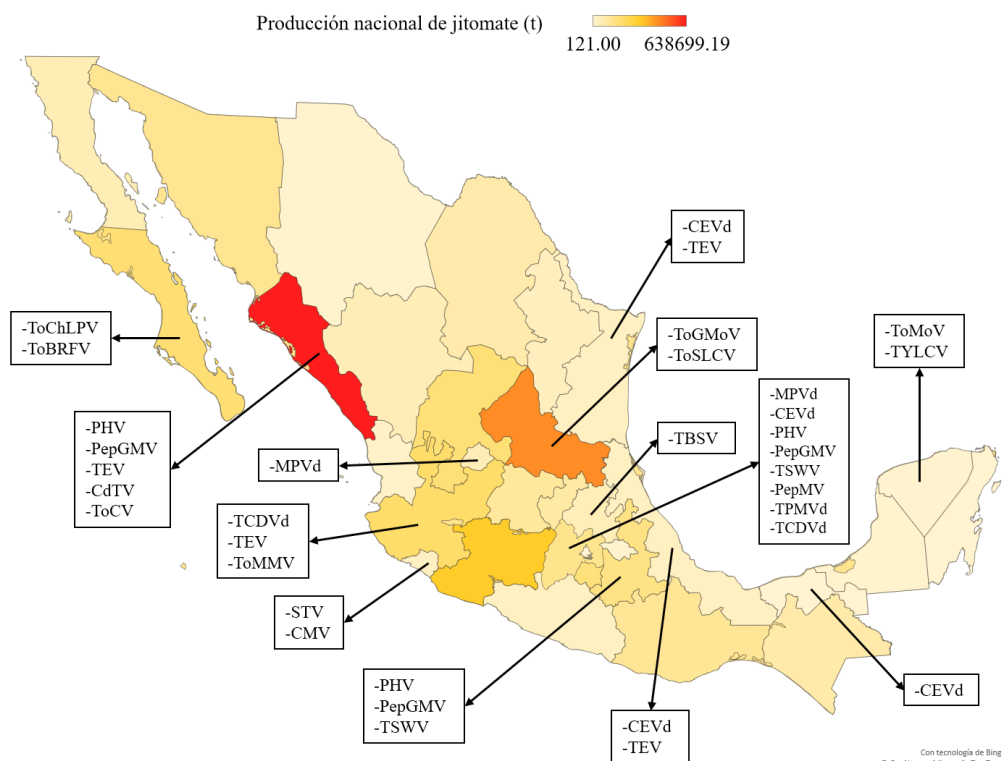 Producción nacional de jitomate (t)
121.00 638699.19
-CEVd
-TEV
-ToChLPV
-ToBRFV
-ToGMoV
-ToSLCV
-ToMoV
-TYLCV
-PHV
-PepGMV
-TEV
-CdTV
-ToCV
-MPVd
-TBSV
-MPVd
-CEVd
-PHV
-PepGMV
-TSWV
-PepMV
-TPMVd
-TCDVd
-TCDVd
-TEV
-ToMMV
-STV
-CMV
-PHV
-PepGMV
-TSWV
-CEVd
-TEV
-CEVd
Con tecnología de Bing